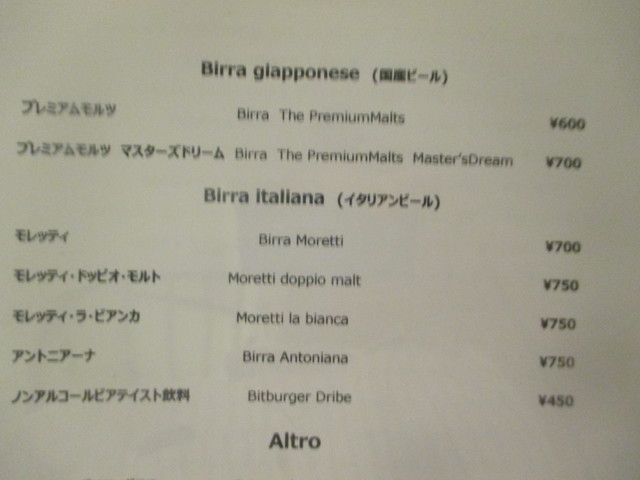 Birra giapponese (国産ビール)
プレミアムモルツ Birra The PremiumMalts ¥600
プレミアムモルツ マスターズドリーム Birra The PremiumMalts Master'sDream ¥700
Birra italiana (イタリアンビール)
モレッティ Birra Moretti ¥700
モレッティ・ドッピオ・モルト Moretti doppio malt ¥750
モレッティ・ラ・ビアンカ Moretti la bianca ¥750
アントニアーナ Birra Antoniana ¥750
ノンアルコールビアテイスト飲料 Bitburger Dribe ¥450
Altro